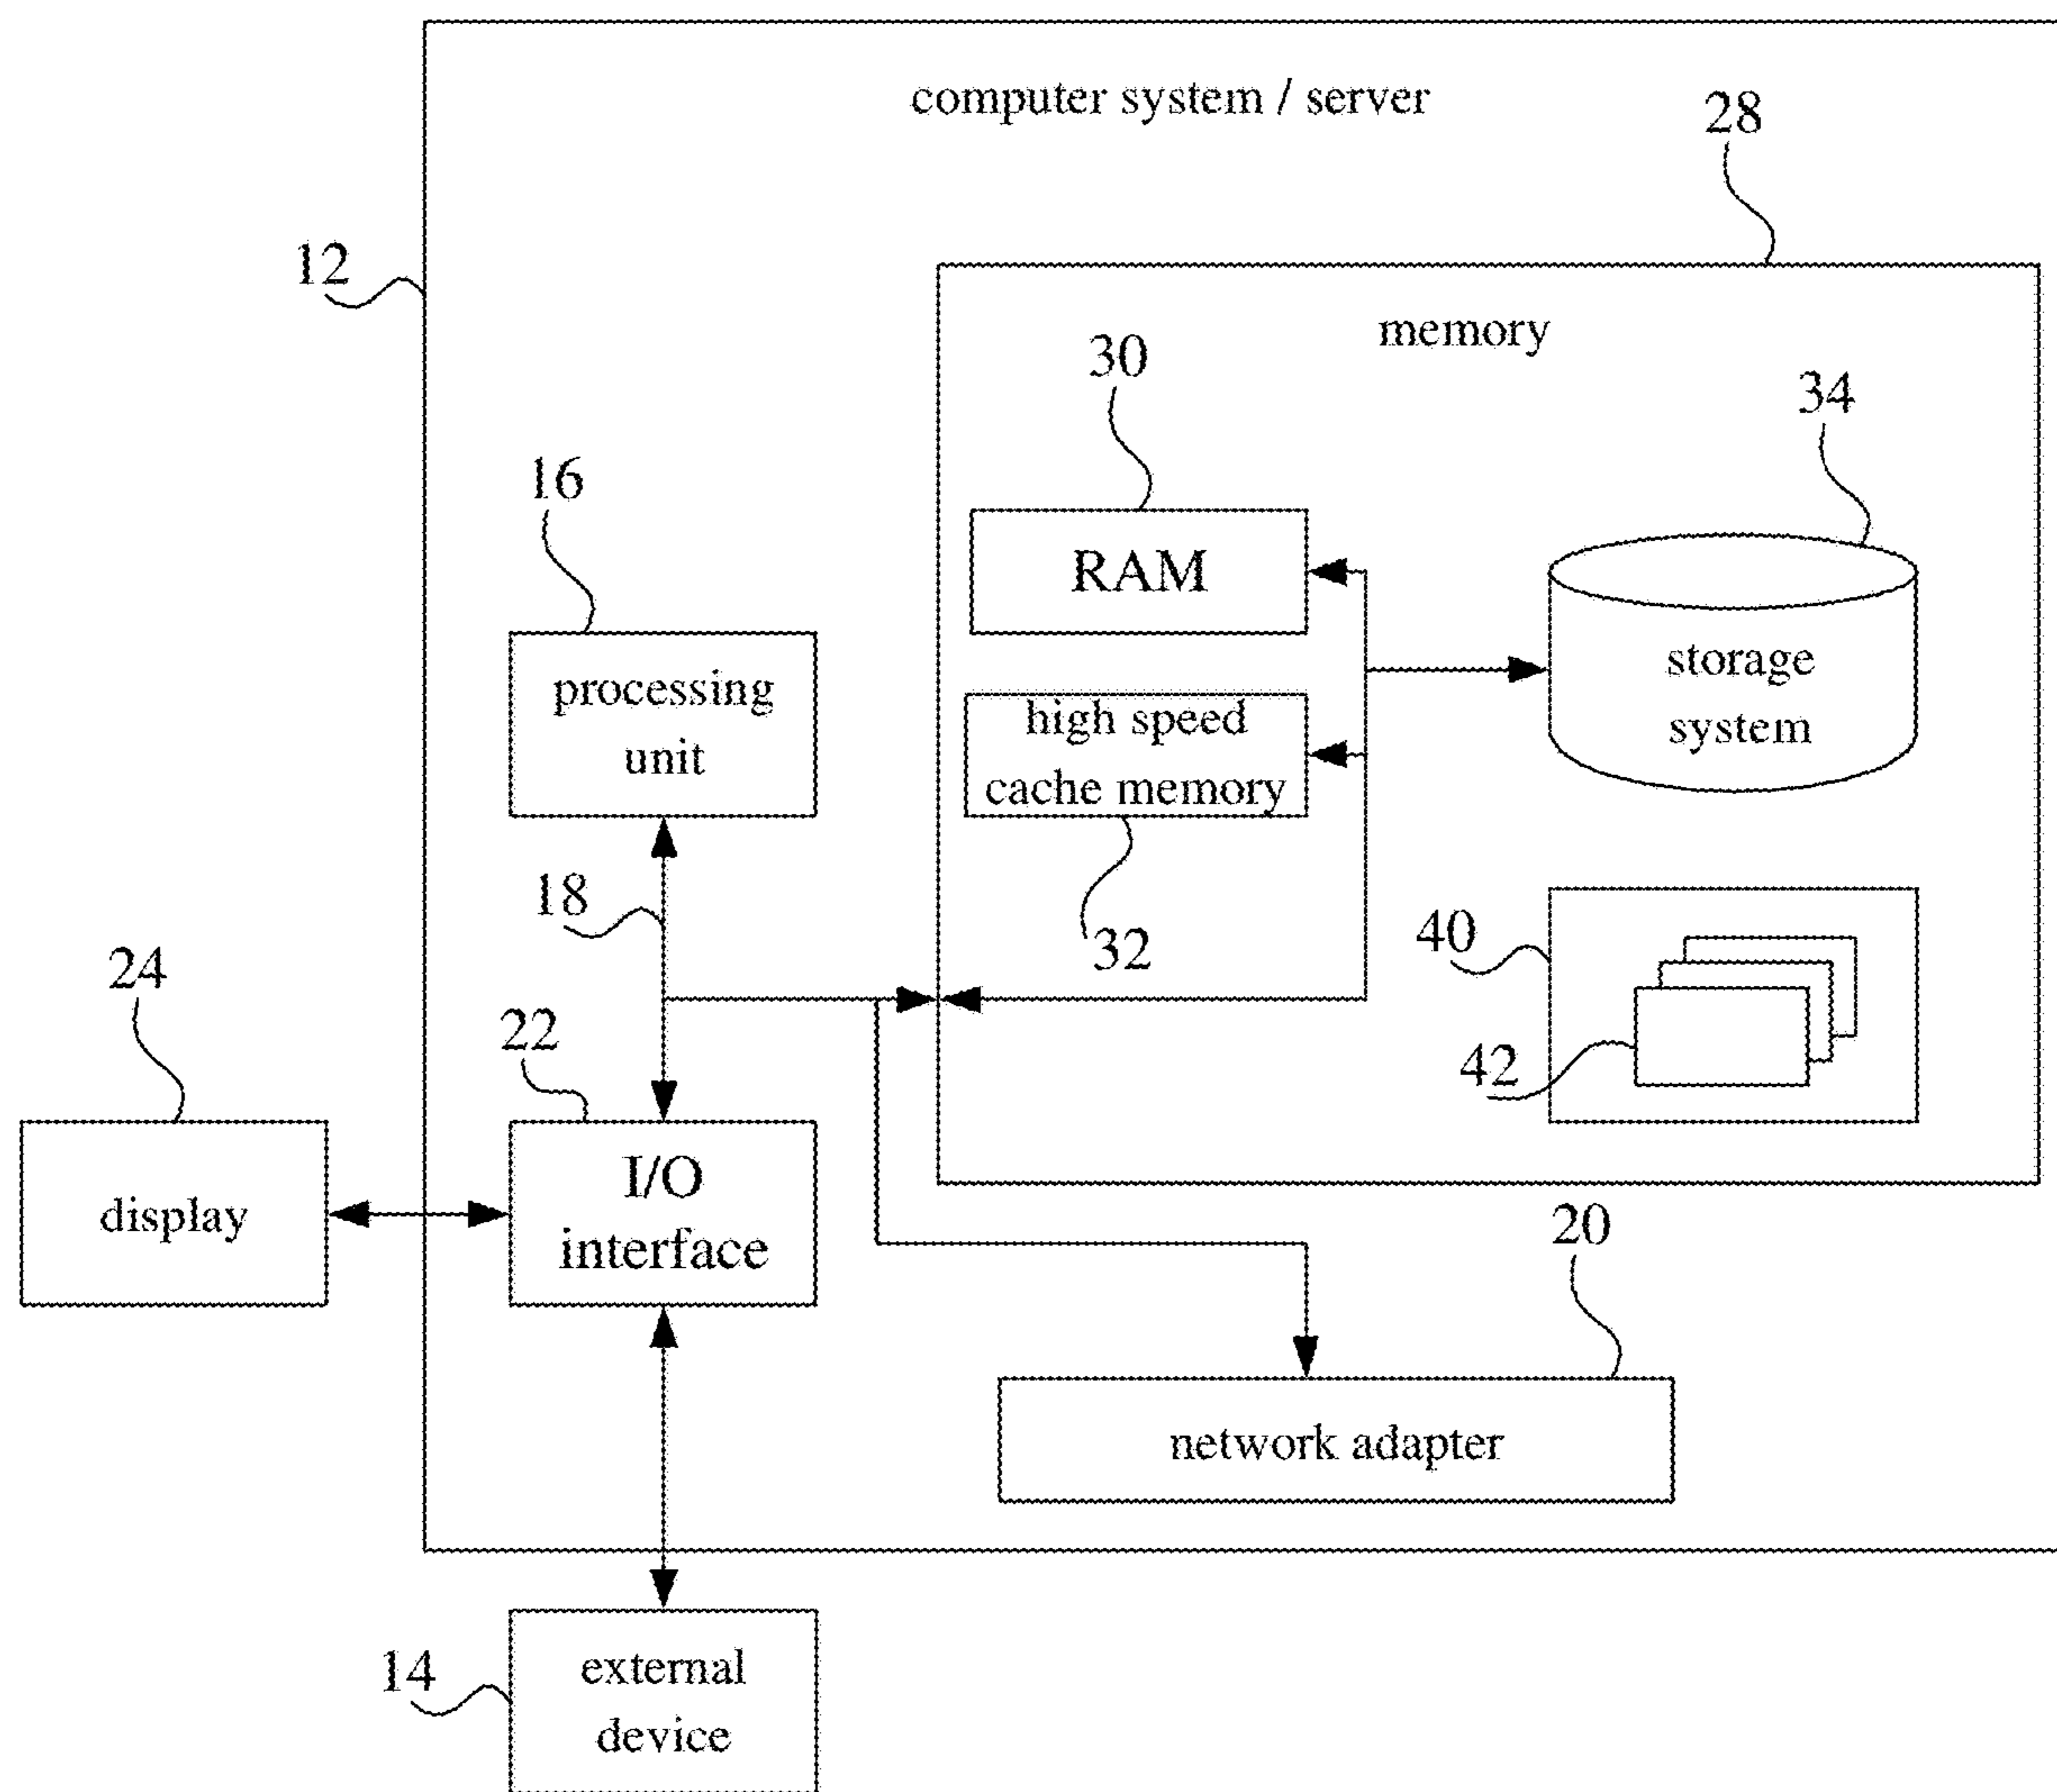 computer system / server
28
12
memory
30
34
16
RAM
processing
unit
high speed
cache memory
storage
system
18
32
40
24
22
42
display
I/O
interface
20
network adapter
14
external
device